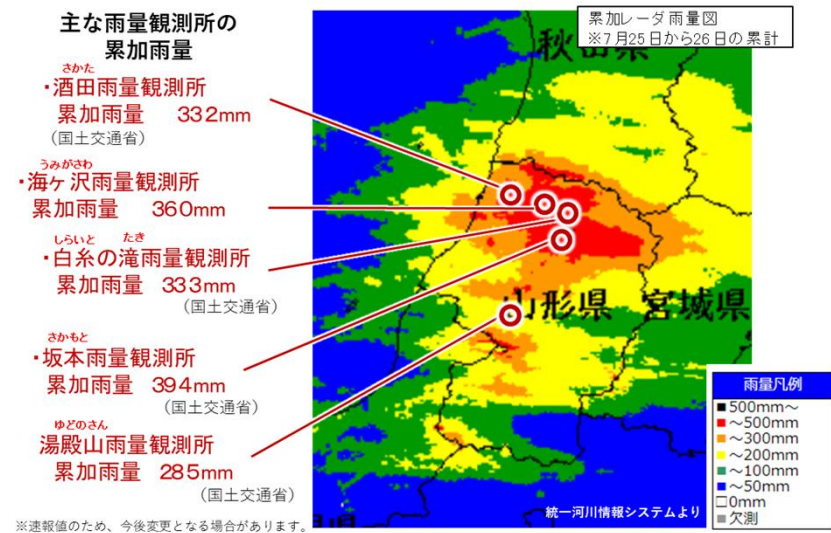 主な雨量観測所の
累加雨量
さかた
・酒田雨量観測所
累加雨量 332mm
（国土交通省）
うみがさわ
・海ヶ沢雨量観測所
累加雨量 360mm
しらいと たき
・白糸の滝雨量観測所
累加雨量 333mm
（国土交通省）
さかもと
・坂本雨量観測所
累加雨量 394mm
（国土交通省）
ゆどのさん
湯殿山雨量観測所
累加雨量 285mm
（国土交通省）
※速報値のため、今後変更となる場合があります。
累加レーダ雨量図
※7月25日から26日の累計
秋田県
山形県 宮城県
統一河川情報システムより
雨量凡例
■500mm～
■～500mm
■～300mm
■～200mm
■～100mm
■～50mm
□0mm
■欠測